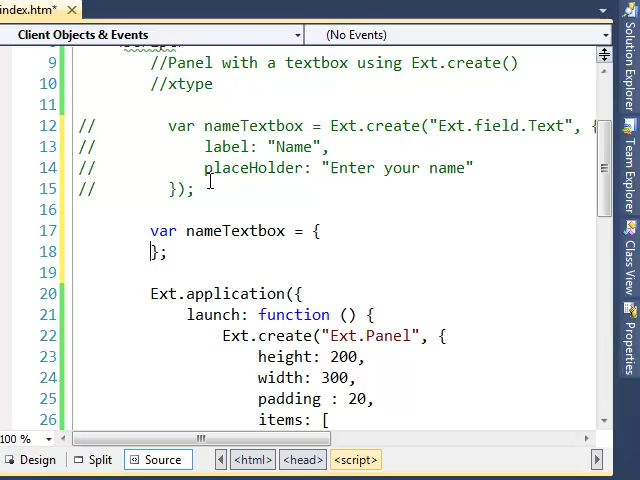 index.htm*
Client Objects & Events
(No Events)
9 //Panel with a textbox using Ext.create()
10 //xtype
11
12 // var nameTextbox = Ext.create("Ext.field.Text", {
13 // label: "Name",
14 // placeHolder: "Enter your name"
15 // });
16
17 var nameTextbox = {
18 };
19
20 Ext.application({
21 launch: function () {
22 Ext.create("Ext.Panel", {
23 height: 200,
24 width: 300,
25 padding : 20,
26 items: [
100 %
Design Split Source <html> <head> <script>
Solution Explorer
Team Explorer
Class View
Properties